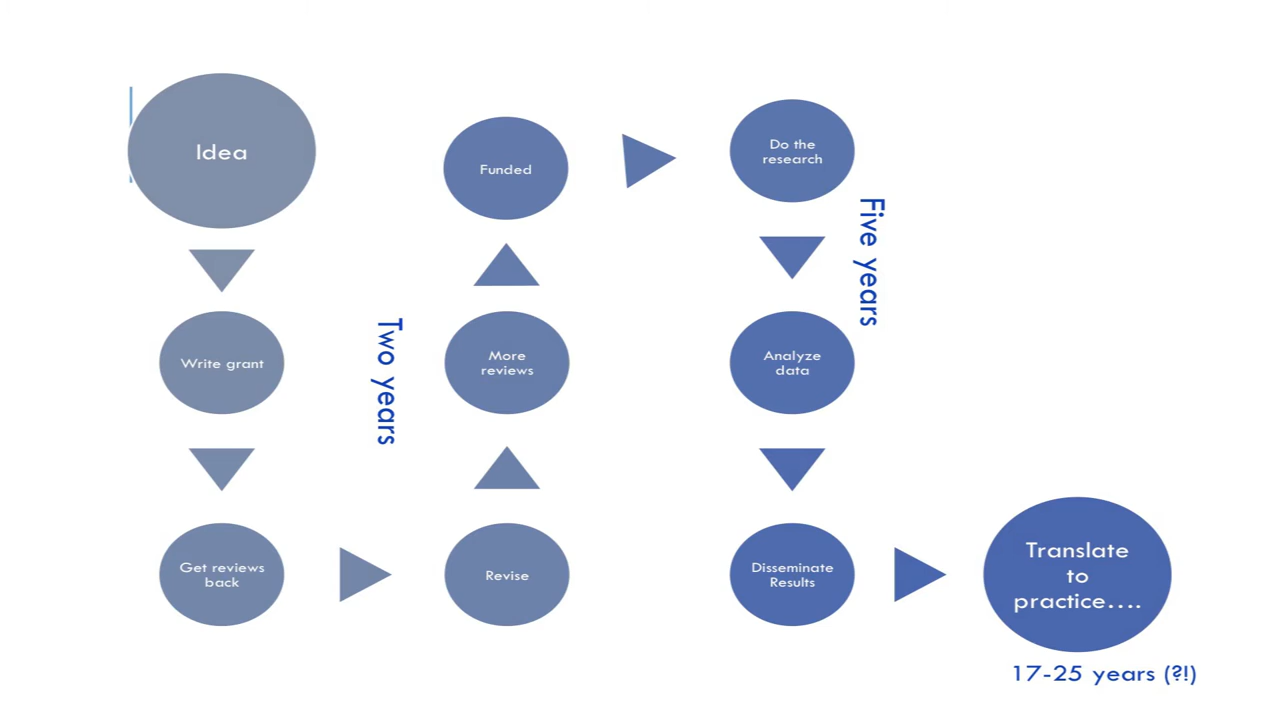 Idea
Write grant
Get reviews
back
Two years
Revise
More
reviews
Funded
Do the
research
Five years
Analyze
data
Disseminate
Results
Translate
to
practice....
17-25 years (?!)